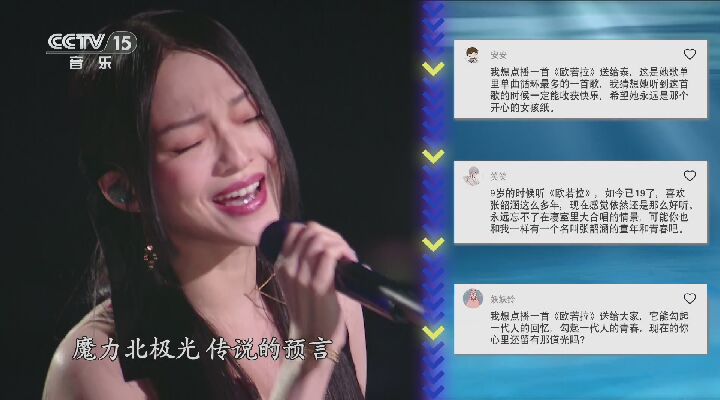 CCTV 15
音乐
安安
我想点播一首《欧若拉》送给泰，这是她歌单
里单曲循环最多的一首歌，我猜想她听到这首
歌的时候一定能收获快乐，希望她永远是那个
开心的女孩纸。
笑笑
9岁的时候听《欧若拉》，如今已19了，喜欢
张韶涵这么多年，现在感觉依然还是那么好听，
永远忘不了在寝室里大合唱的情景，可能你也
和我一样有一个名叫张韶涵的童年和青春吧。
我想点播一首《欧若拉》送给大家，它能勾起
一代人的回忆，勾起一代人的青春，现在的你
心里还留有那道光吗？
魔力北极光 传说的预言